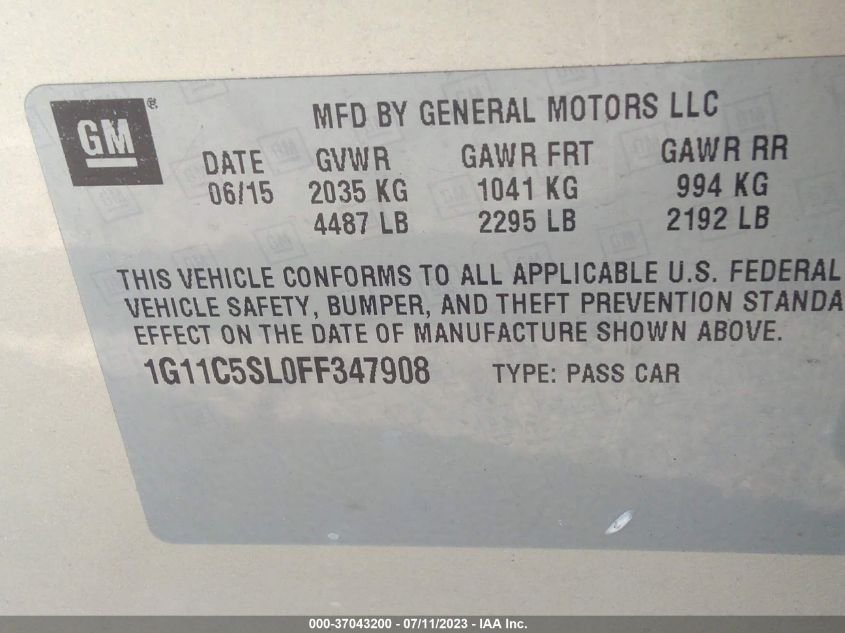 GM ®
MFD BY GENERAL MOTORS LLC
DATE GVWR GAWR FRT GAWR RR
06/15 2035 KG 1041 KG 994 KG
4487 LB 2295 LB 2192 LB
THIS VEHICLE CONFORMS TO ALL APPLICABLE U.S. FEDERAL
VEHICLE SAFETY, BUMPER, AND THEFT PREVENTION STANDA
EFFECT ON THE DATE OF MANUFACTURE SHOWN ABOVE.
1G11C5SL0FF347908 TYPE: PASS CAR
000-37043200 - 07/11/2023 - IAA Inc.